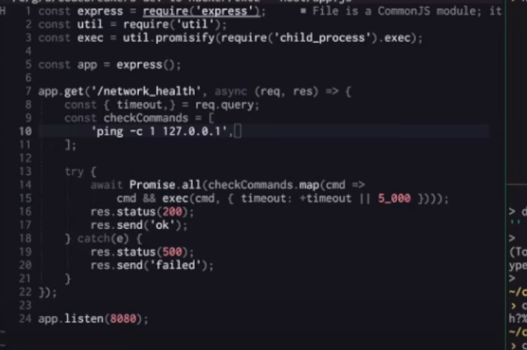 1 const express = require('express'); ■ File is a CommonJS module; it
2 const util = require('util');
3 const exec = util.promisify(require('child_process').exec);
4
5 const app = express();
6
7 app.get('/network_health', async (req, res) => {
8 const { timeout,} = req.query;
9 const checkCommands = [
10 'ping -c 1 127.0.0.1',
11 ];
12
13 try {
14 await Promise.all(checkCommands.map(cmd =>
15 cmd && exec(cmd, { timeout: +timeout || 5_000 })));
16 res.status(200);
17 res.send('ok');
18 } catch(e) {
19 res.status(500);
20 res.send('failed');
21 }
22 });
23
24 app.listen(8080);
> d
''
>
(To
ype
>
~/c
> c
h?%
~/c
> c